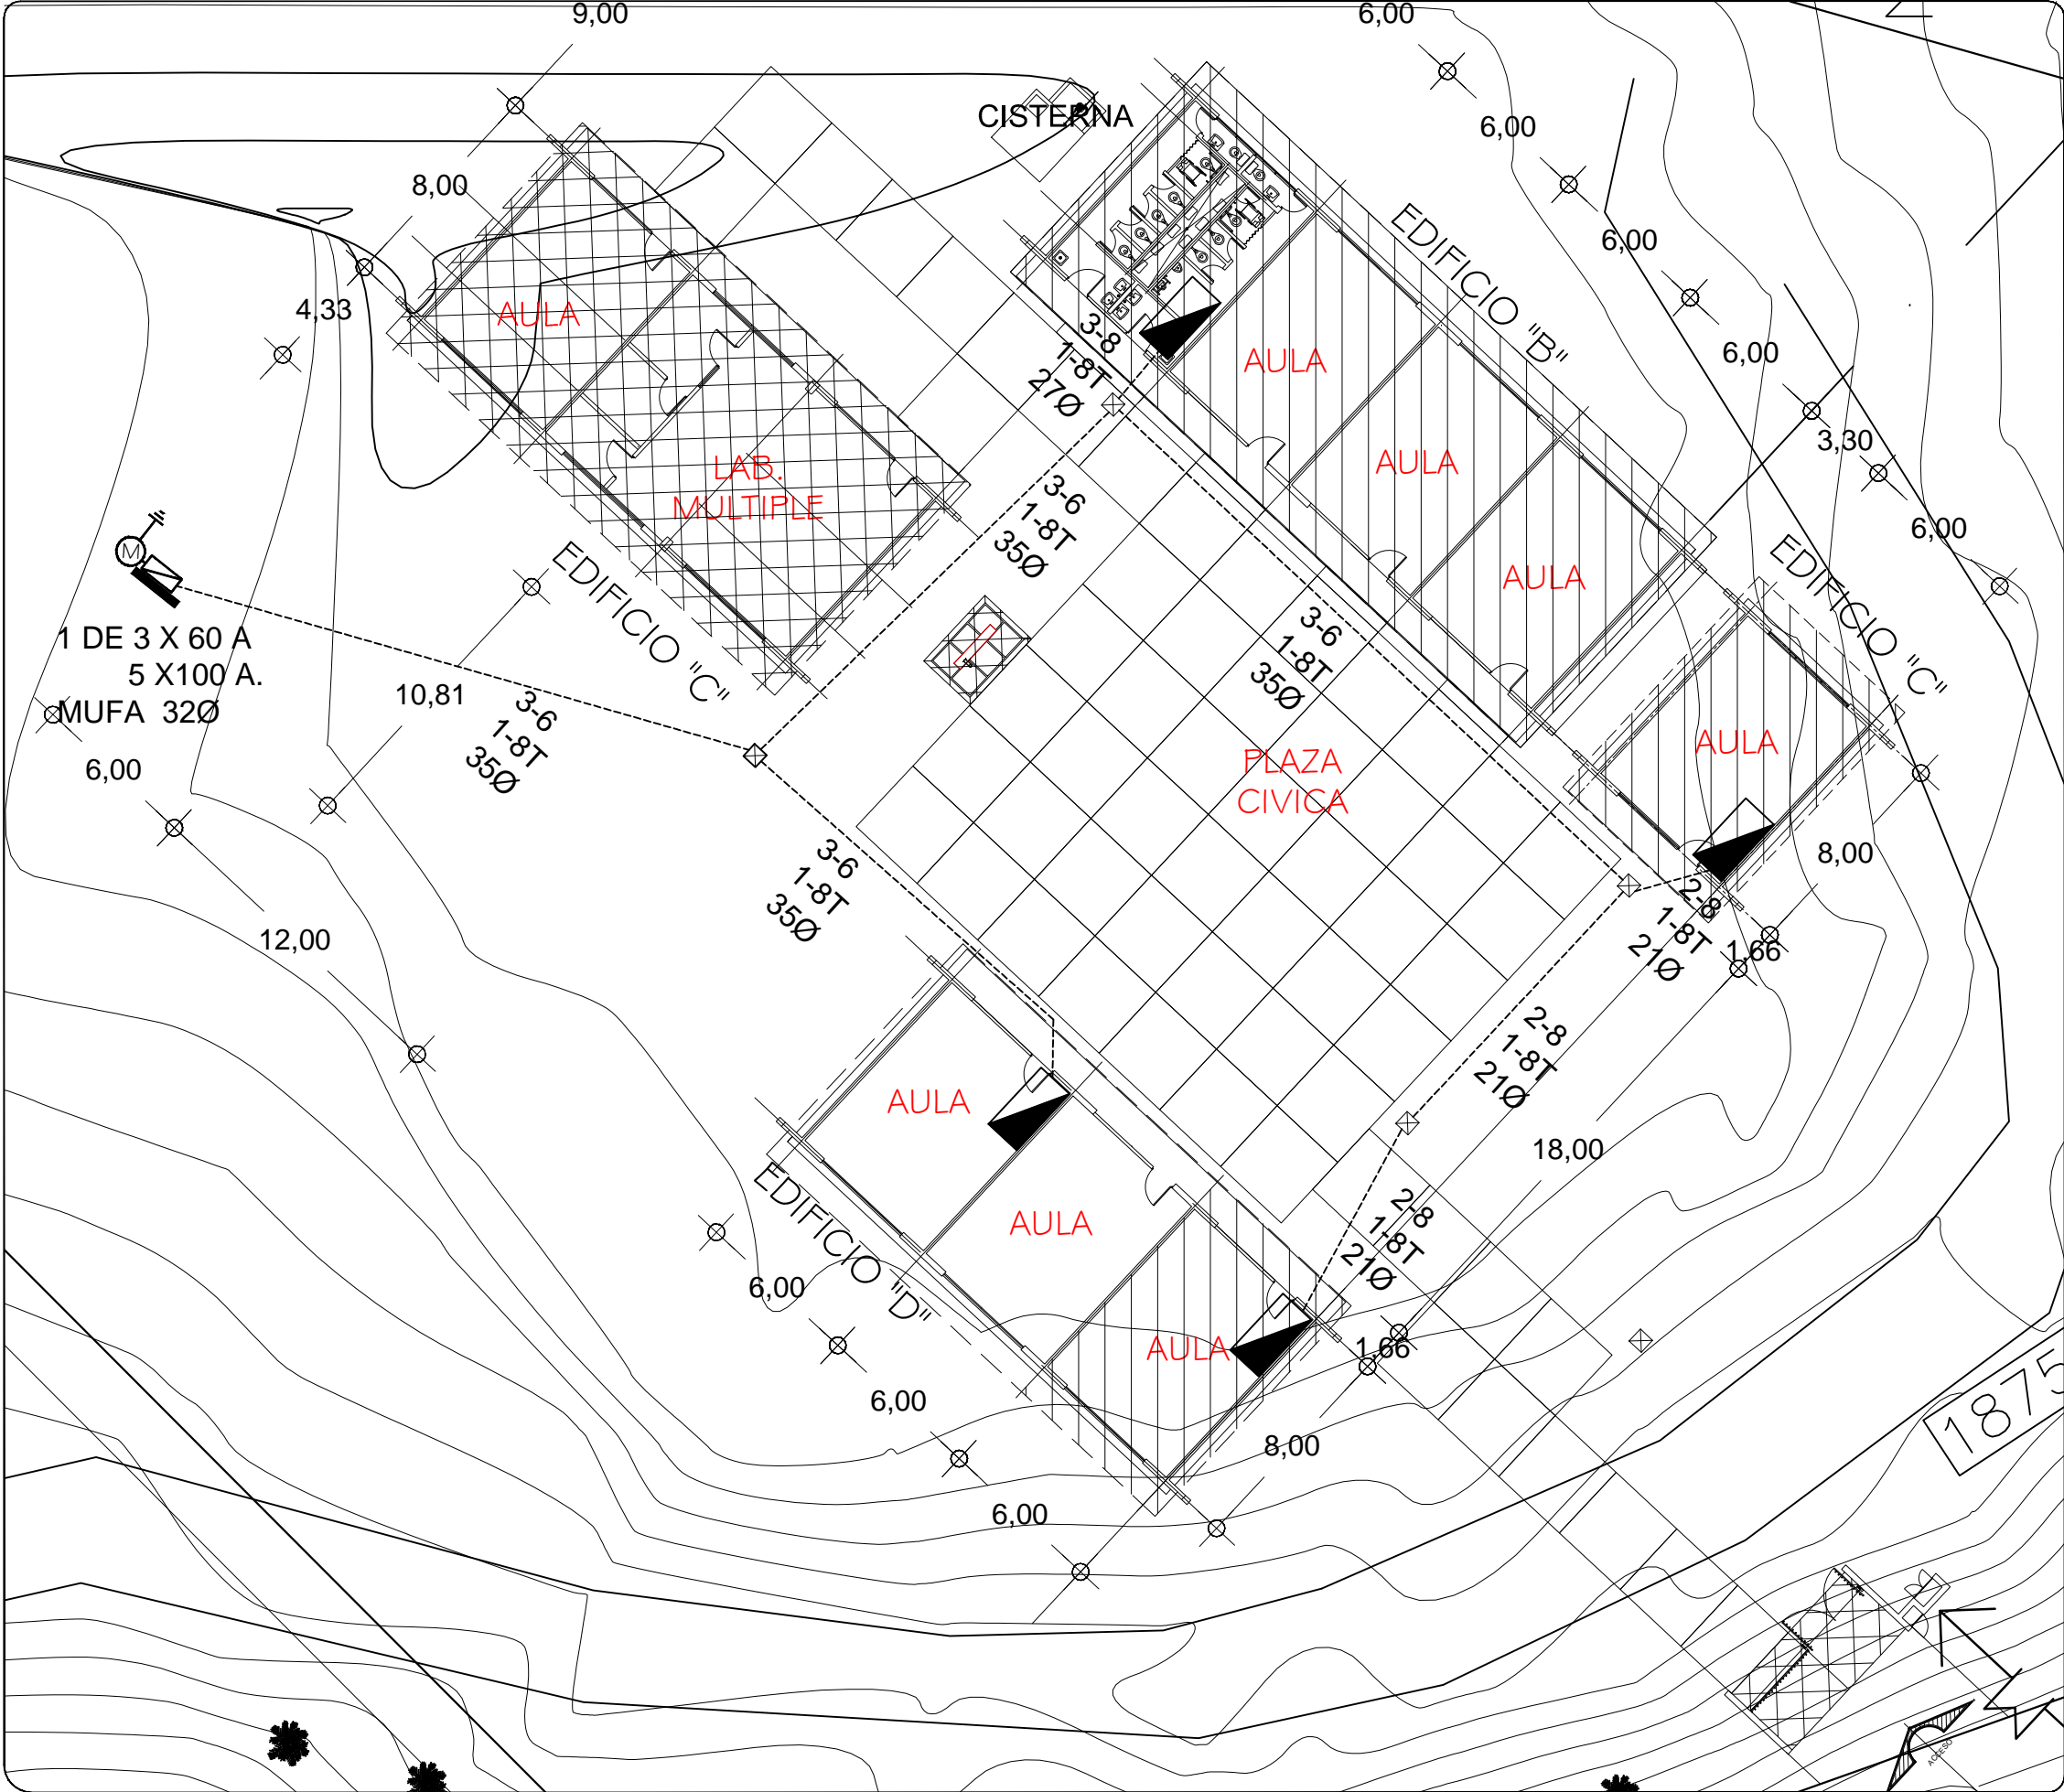 9,00
6,00
CISTERNA
6,00
8,00
EDIFICIO "B"
6,00
4,33
AULA
3-8
1-8T
27Ø
AULA
6,00
3,30
AULA
LAB.
MULTIPLE
3-6
1-8T
35Ø
6,00
M
EDIFICIO "C"
AULA
EDIFICIO "C"
1 DE 3 X 60 A
5 X100 A.
MUFA 32Ø
3-6
1-8T
35Ø
10,81
3-6
1-8T
35Ø
6,00
PLAZA
CIVICA
AULA
8,00
3-6
1-8T
35Ø
2-8
1-8T
21Ø
1,66
12,00
2-8
1-8T
21Ø
AULA
18,00
EDIFICIO "D"
AULA
2-8
1-8T
21Ø
6,00
AULA
1,66
6,00
8,00
1875
6,00
ACCESO